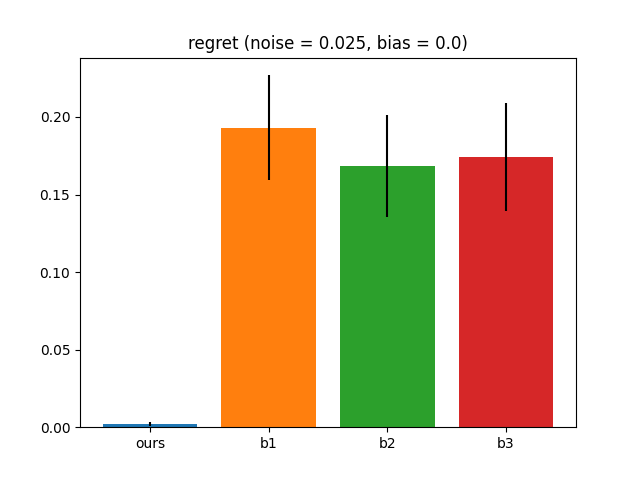 regret (noise = 0.025, bias = 0.0)
0.20
0.15
0.10
0.05
0.00
ours b1 b2 b3